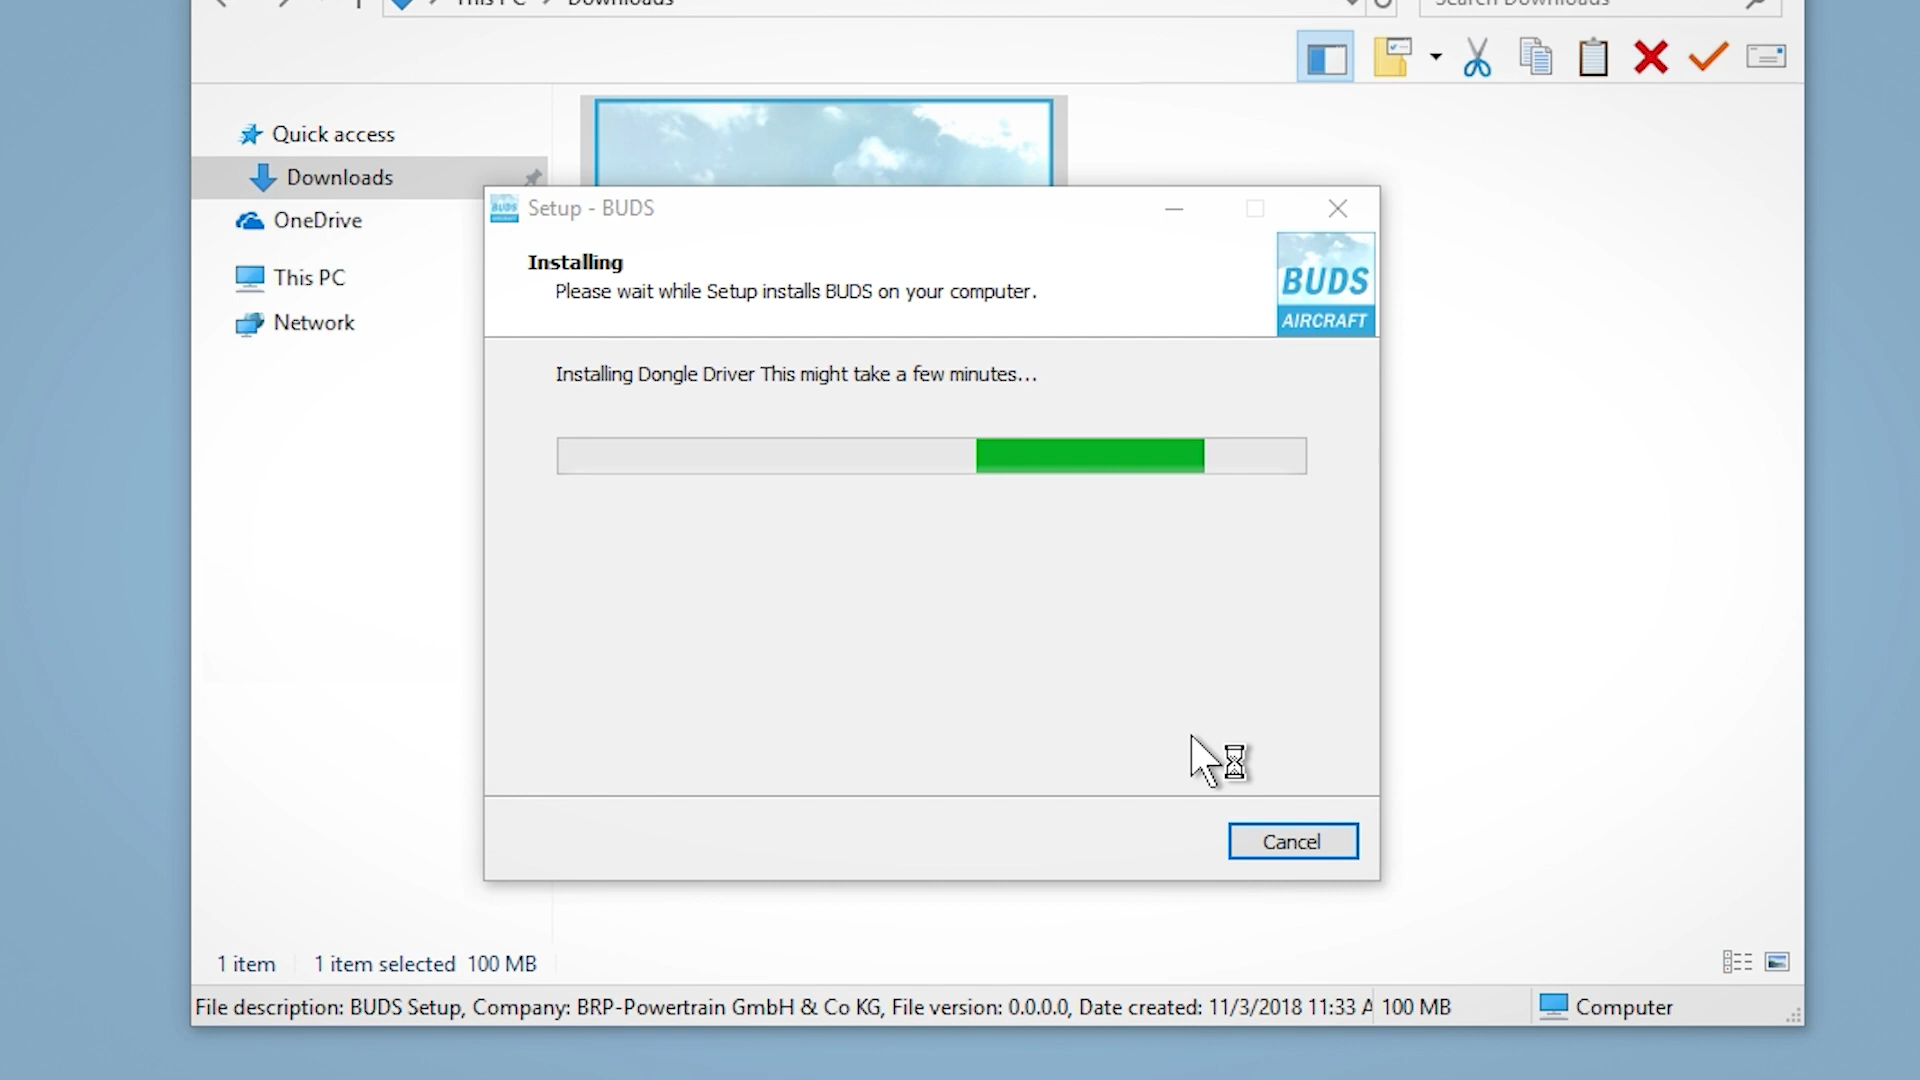 This PC
Downloads
Search Downloads
Quick access
Downloads
OneDrive
This PC
Network
BUDS
Setup - BUDS
Installing
Please wait while Setup installs BUDS on your computer.
BUDS
AIRCRAFT
Installing Dongle Driver This might take a few minutes...
Cancel
1 item
1 item selected 100 MB
File description: BUDS Setup, Company: BRP-Powertrain GmbH & Co KG, File version: 0.0.0.0, Date created: 11/3/2018 11:33 A
100 MB
Computer